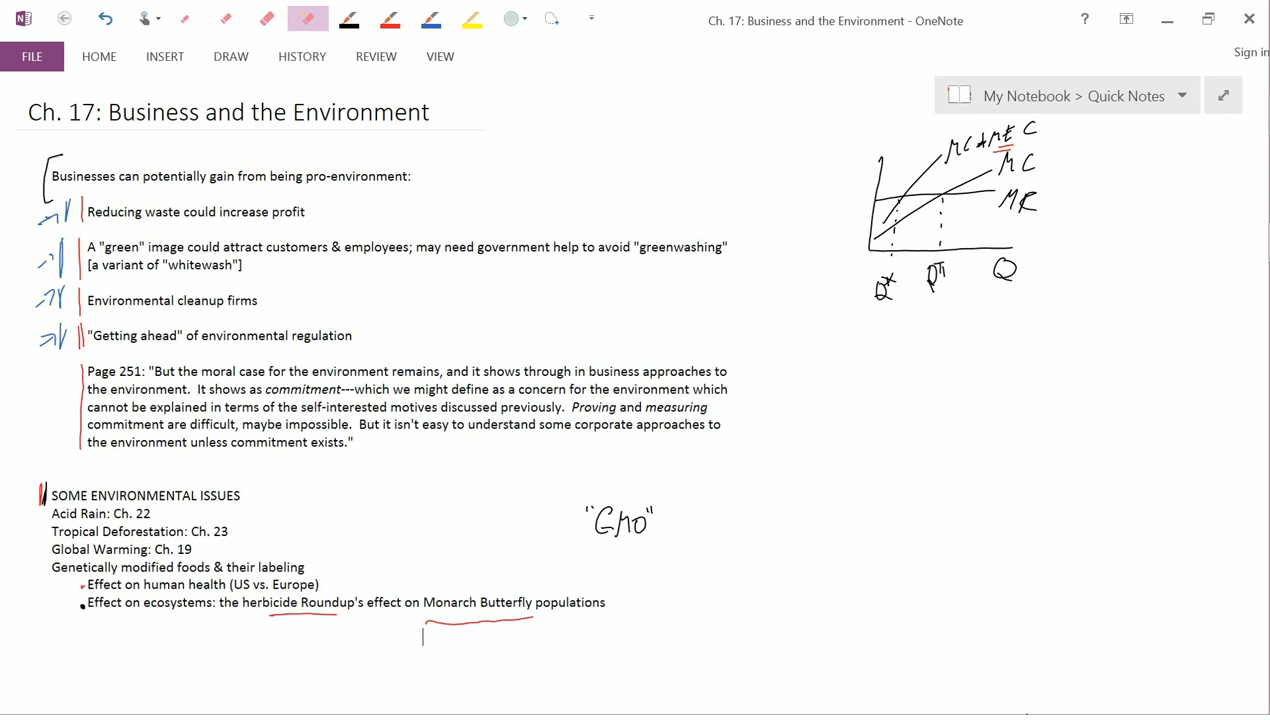 Ch. 17: Business and the Environment - OneNote
?
Sign in
FILE HOME INSERT DRAW HISTORY REVIEW VIEW
My Notebook > Quick Notes
Ch. 17: Business and the Environment
Businesses can potentially gain from being pro-environment:
Reducing waste could increase profit
A "green" image could attract customers & employees; may need government help to avoid "greenwashing"
[a variant of "whitewash"]
Environmental cleanup firms
"Getting ahead" of environmental regulation
Page 251: "But the moral case for the environment remains, and it shows through in business approaches to
the environment. It shows as commitment---which we might define as a concern for the environment which
cannot be explained in terms of the self-interested motives discussed previously. Proving and measuring
commitment are difficult, maybe impossible. But it isn't easy to understand some corporate approaches to
the environment unless commitment exists."
SOME ENVIRONMENTAL ISSUES
Acid Rain: Ch. 22
Tropical Deforestation: Ch. 23
Global Warming: Ch. 19
Genetically modified foods & their labeling
Effect on human health (US vs. Europe)
Effect on ecosystems: the herbicide Roundup's effect on Monarch Butterfly populations
"GMO"
MC+MEC
MC
MR
Q
Q*